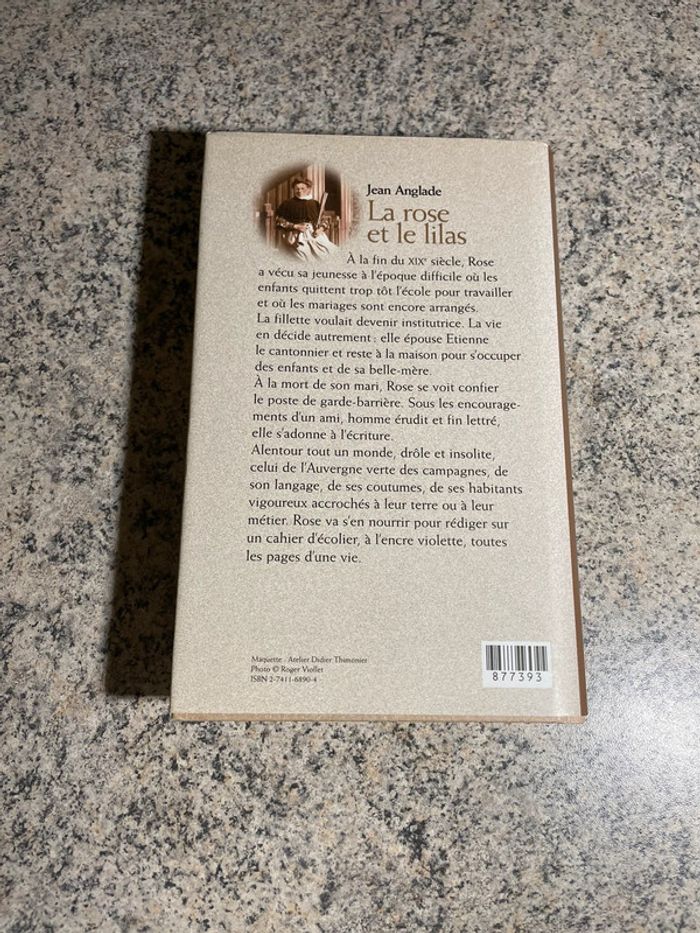 Jean Anglade
La rose
et le lilas
À la fin du XIXe siècle, Rose
a vécu sa jeunesse à l'époque difficile où les
enfants quittent trop tôt l'école pour travailler
et où les mariages sont encore arrangés.
La fillette voulait devenir institutrice. La vie
en décide autrement : elle épouse Etienne
le cantonnier et reste à la maison pour s'occuper
des enfants et de sa belle-mère.
À la mort de son mari, Rose se voit confier
le poste de garde-barrière. Sous les encourage-
ments d'un ami, homme érudit et fin lettré,
elle s'adonne à l'écriture.
Alentour tout un monde, drôle et insolite,
celui de l'Auvergne verte des campagnes, de
son langage, de ses coutumes, de ses habitants
vigoureux accrochés à leur terre ou à leur
métier. Rose va s'en nourrir pour rédiger sur
un cahier d'écolier, à l'encre violette, toutes
les pages d'une vie.
Maquette : Atelier Didier Thimonier
Photo © Roger Viollet
ISBN 2-7411-6890-4
877393